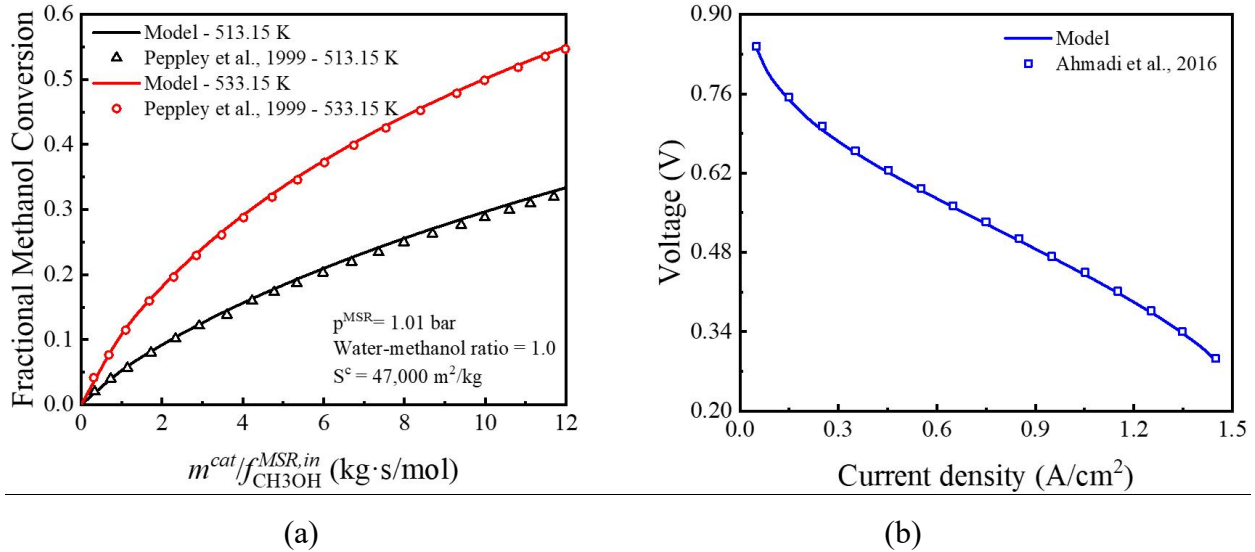 Fractional Methanol Conversion
0.6
0.5
0.4
0.3
0.2
0.1
0.0
Model - 513.15 K
Peppley et al., 1999 - 513.15 K
Model - 533.15 K
Peppley et al., 1999 - 533.15 K
p^MSR= 1.01 bar
Water-methanol ratio = 1.0
S^c = 47,000 m²/kg
0 2 4 6 8 10 12
m^cat/f_CH3OH^MSR,in (kg·s/mol)
(a)
Voltage (V)
0.90
0.76
0.62
0.48
0.34
0.20
Model
Ahmadi et al., 2016
0.0 0.3 0.6 0.9 1.2 1.5
Current density (A/cm²)
(b)